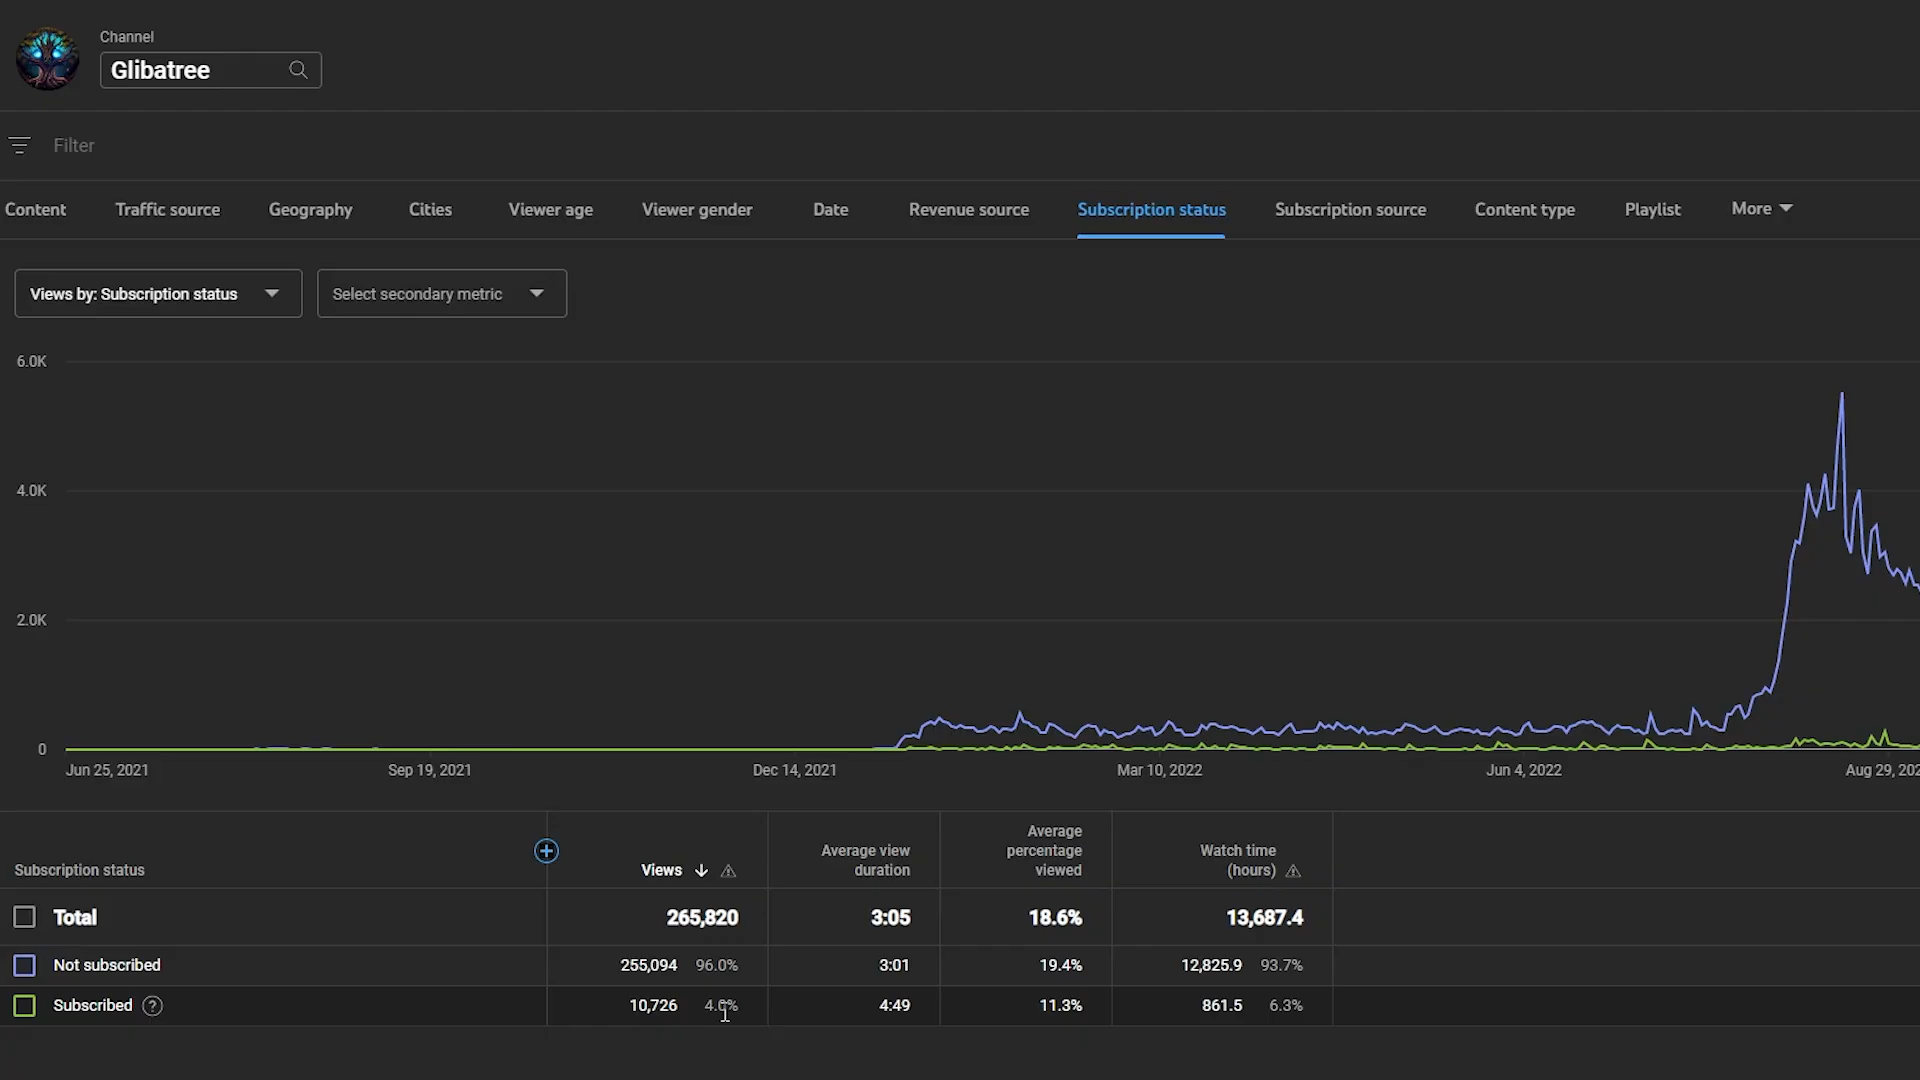 Channel
Glibatree
Filter
Content Traffic source Geography Cities Viewer age Viewer gender Date Revenue source Subscription status Subscription source Content type Playlist More
Views by: Subscription status Select secondary metric
6.0K
4.0K
2.0K
0
Jun 25, 2021 Sep 19, 2021 Dec 14, 2021 Mar 10, 2022 Jun 4, 2022 Aug 29, 202
Subscription status Views Average view duration Average percentage viewed Watch time (hours)
Total 265,820 3:05 18.6% 13,687.4
Not subscribed 255,094 96.0% 3:01 19.4% 12,825.9 93.7%
Subscribed ? 10,726 4.0% 4:49 11.3% 861.5 6.3%